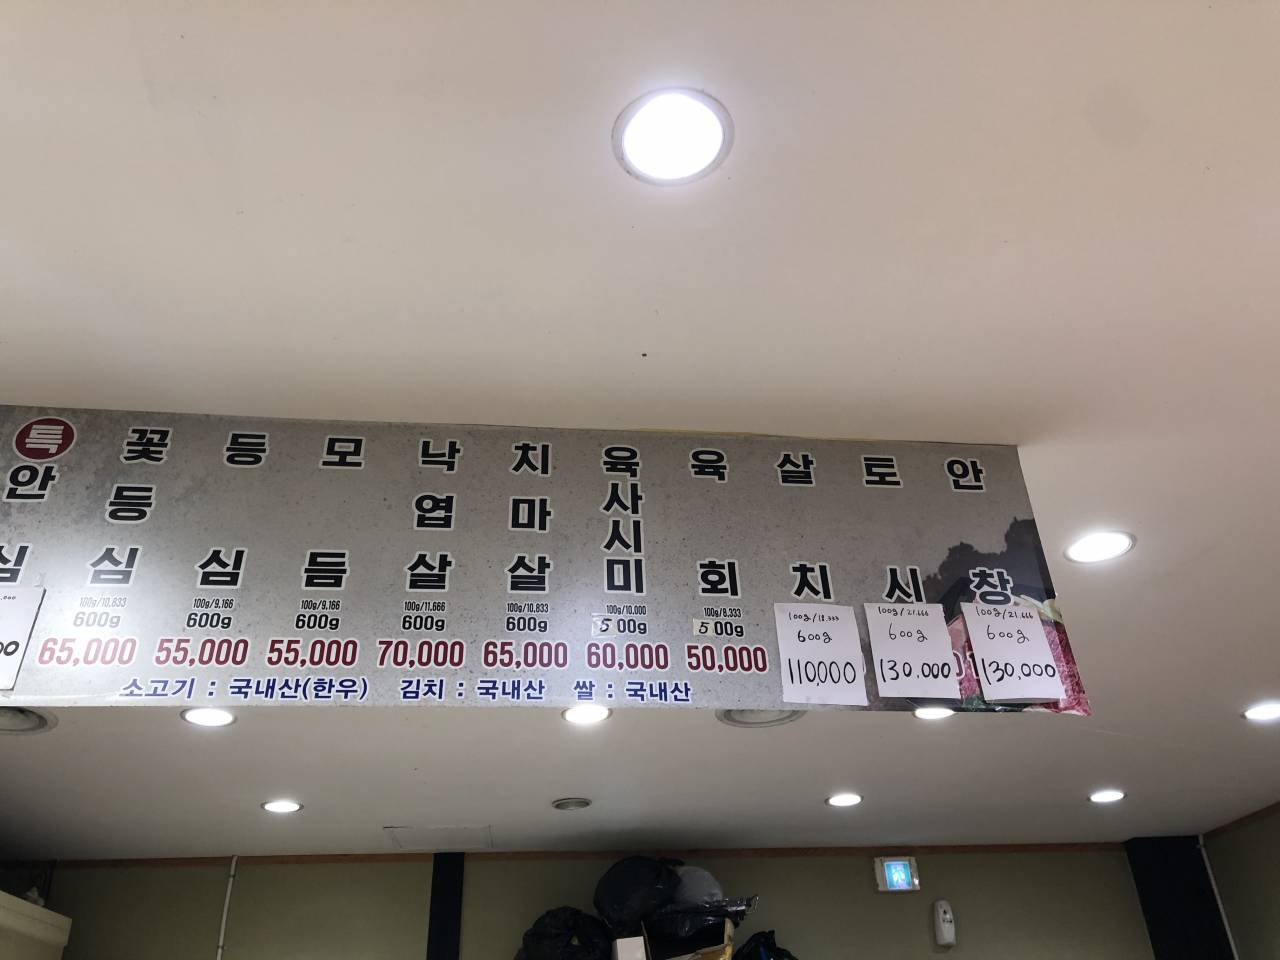 특안심
꽃등심
100g/10,833
600g
65,000
등심
100g/9,166
600g
55,000
모듬
100g/9,166
600g
55,000
낙엽살
100g/11,666
600g
70,000
치마살
100g/10,833
600g
65,000
육사시미
100g/10,000
500g
60,000
육회
100g/8,333
500g
50,000
살치
100g/18.333
600g
110,000
토시
100g/21.666
600g
130.000
안창
100g/21.666
600g
130,000
소고기 : 국내산(한우) 김치 : 국내산 쌀 : 국내산